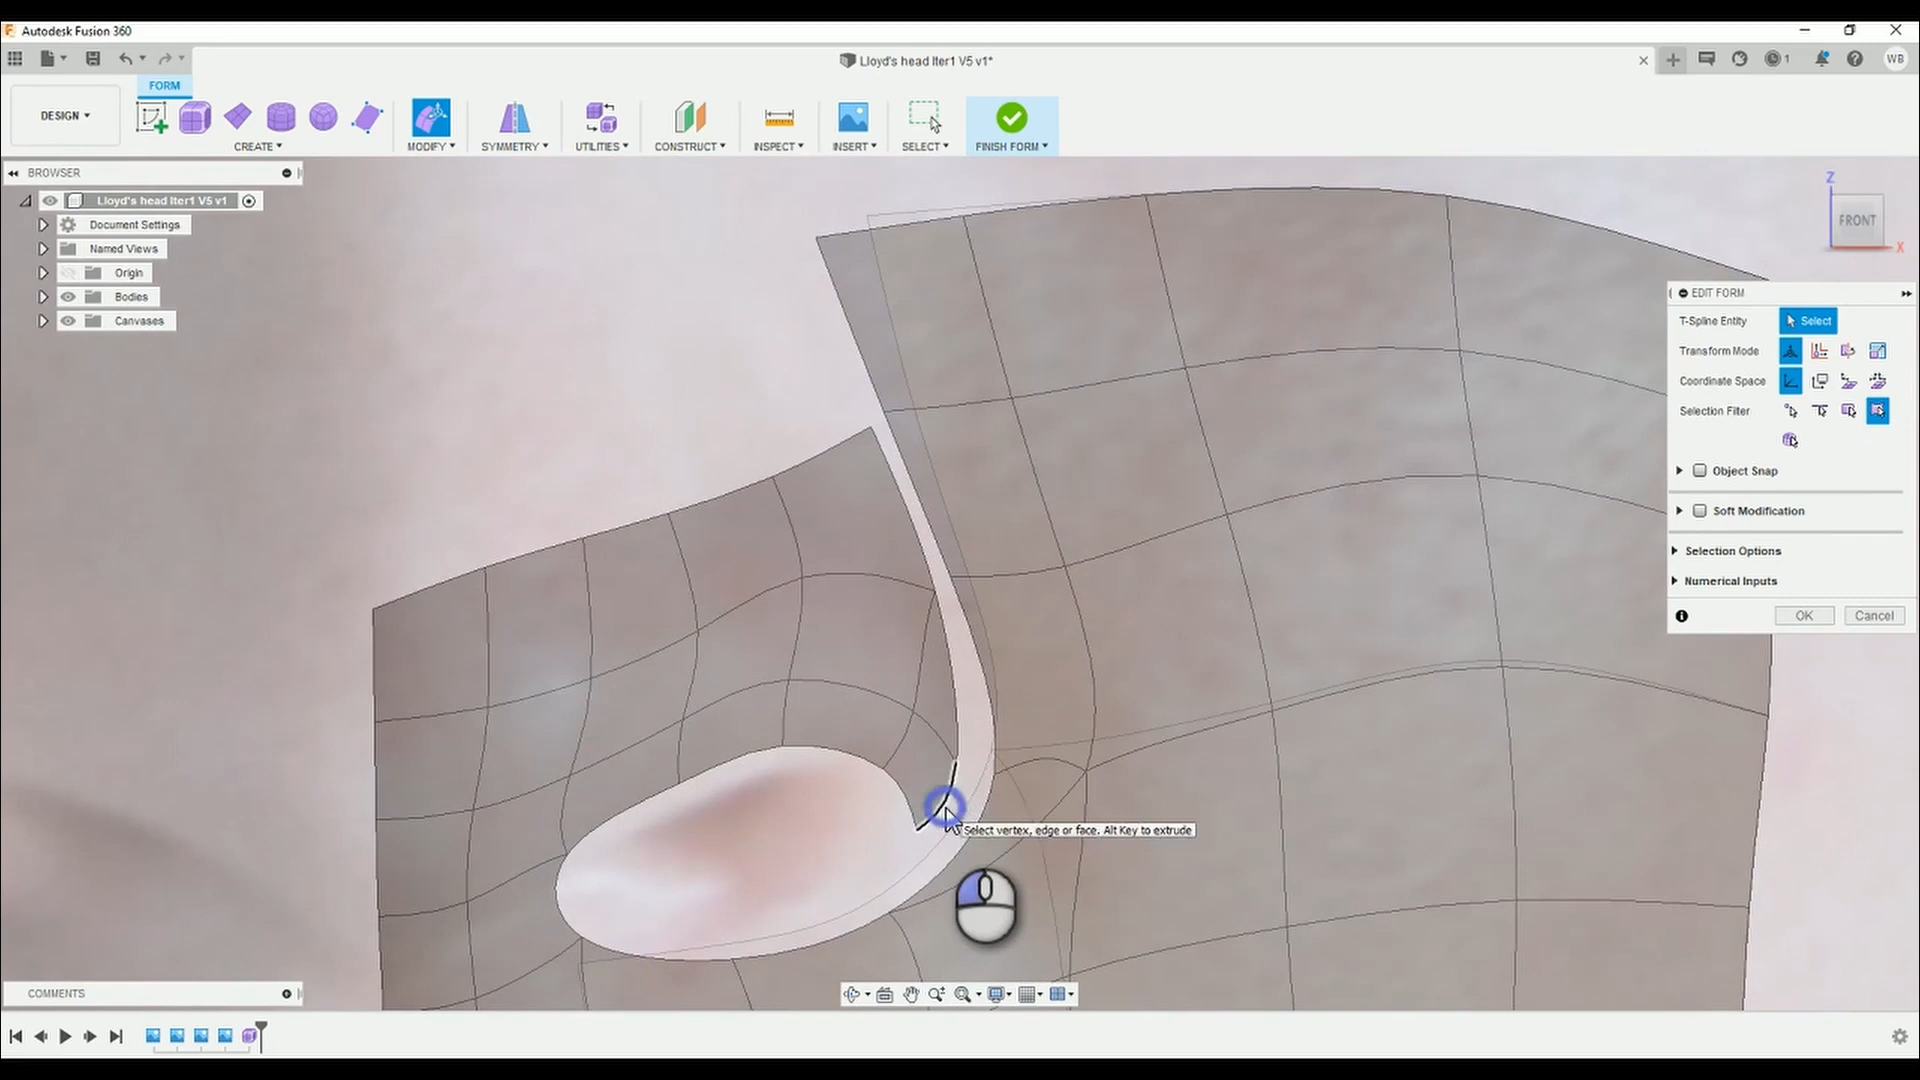 Autodesk Fusion 360
Lloyd's head Iter1 V5 v1*
1
WB
FORM
DESIGN
CREATE
MODIFY
SYMMETRY
UTILITIES
CONSTRUCT
INSPECT
INSERT
SELECT
FINISH FORM
BROWSER
Lloyd's head Iter1 V5 v1
Document Settings
Named Views
Origin
Bodies
Canvases
Z
FRONT
X
EDIT FORM
T-Spline Entity
Select
Transform Mode
Coordinate Space
Selection Filter
Object Snap
Soft Modification
Selection Options
Numerical Inputs
OK
Cancel
Select vertex, edge or face. Alt Key to extrude
COMMENTS